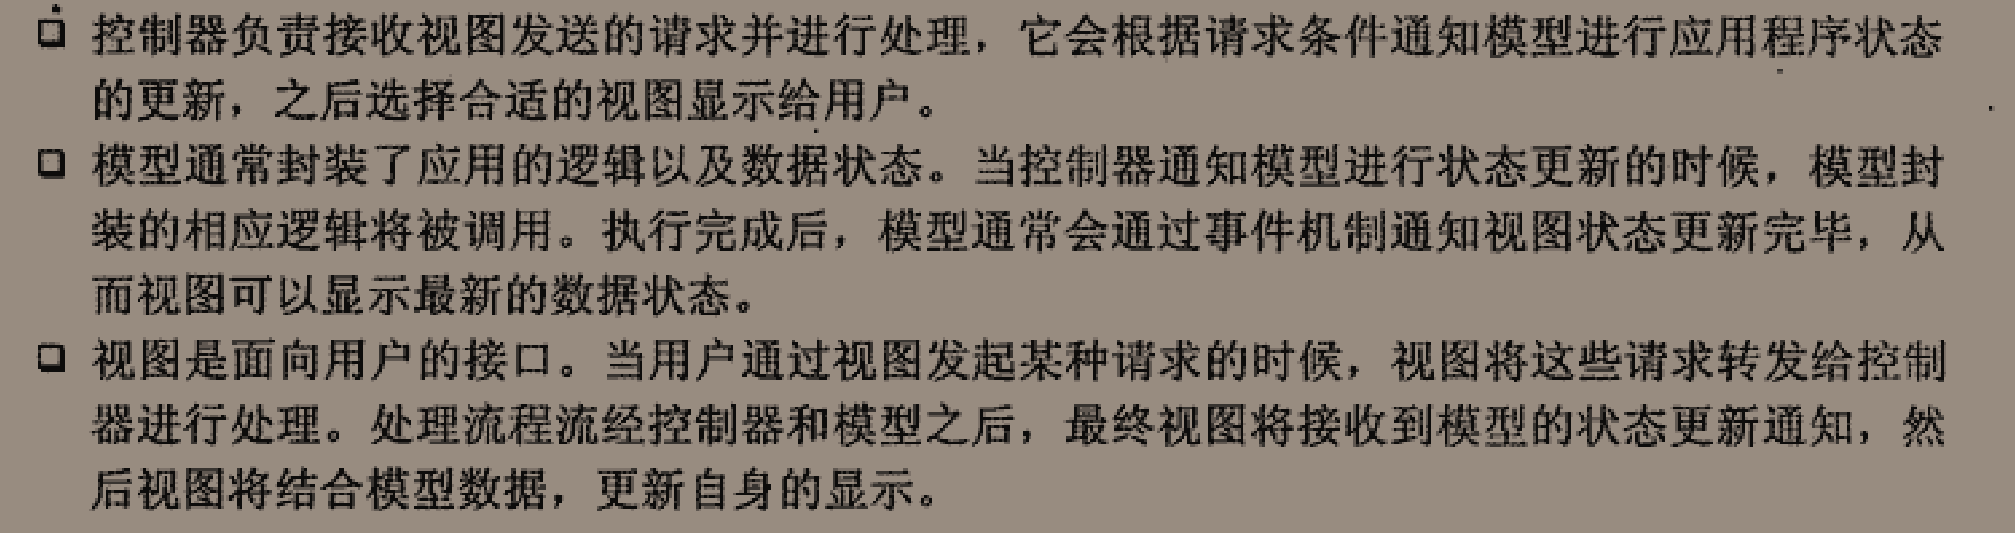 □ 控制器负责接收视图发送的请求并进行处理，它会根据请求条件通知模型进行应用程序状态
的更新，之后选择合适的视图显示给用户。
□ 模型通常封装了应用的逻辑以及数据状态。当控制器通知模型进行状态更新的时候，模型封
装的相应逻辑将被调用。执行完成后，模型通常会通过事件机制通知视图状态更新完毕，从
而视图可以显示最新的数据状态。
□ 视图是面向用户的接口。当用户通过视图发起某种请求的时候，视图将这些请求转发给控制
器进行处理。处理流程流经控制器和模型之后，最终视图将接收到模型的状态更新通知，然
后视图将结合模型数据，更新自身的显示。